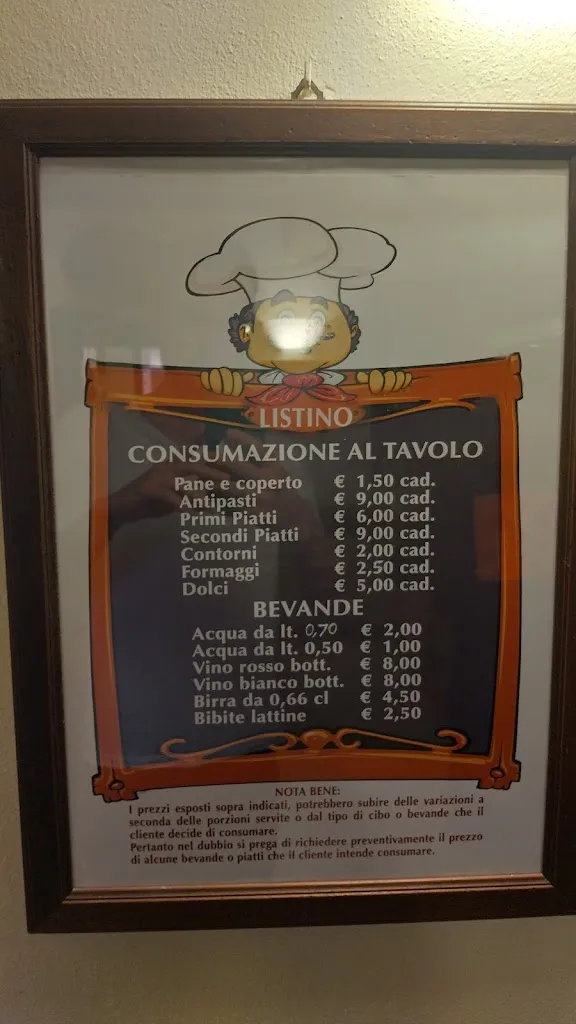 LISTINO
CONSUMAZIONE AL TAVOLO
Pane e coperto € 1,50 cad.
Antipasti € 9,00 cad.
Primi Piatti € 6,00 cad.
Secondi Piatti € 9,00 cad.
Contorni € 2,00 cad.
Formaggi € 2,50 cad.
Dolci € 5,00 cad.
BEVANDE
Acqua da lt. 0,70 € 2,00
Acqua da lt. 0,50 € 1,00
Vino rosso bott. € 8,00
Vino bianco bott. € 8,00
Birra da 0,66 cl € 4,50
Bibite lattine € 2,50
NOTA BENE:
I prezzi esposti sopra indicati, potrebbero subire delle variazioni a
seconda delle porzioni servite o dal tipo di cibo o bevande che il
cliente decide di consumare.
Pertanto nel dubbio si prega di richiedere preventivamente il prezzo
di alcune bevande o piatti che il cliente intende consumare.